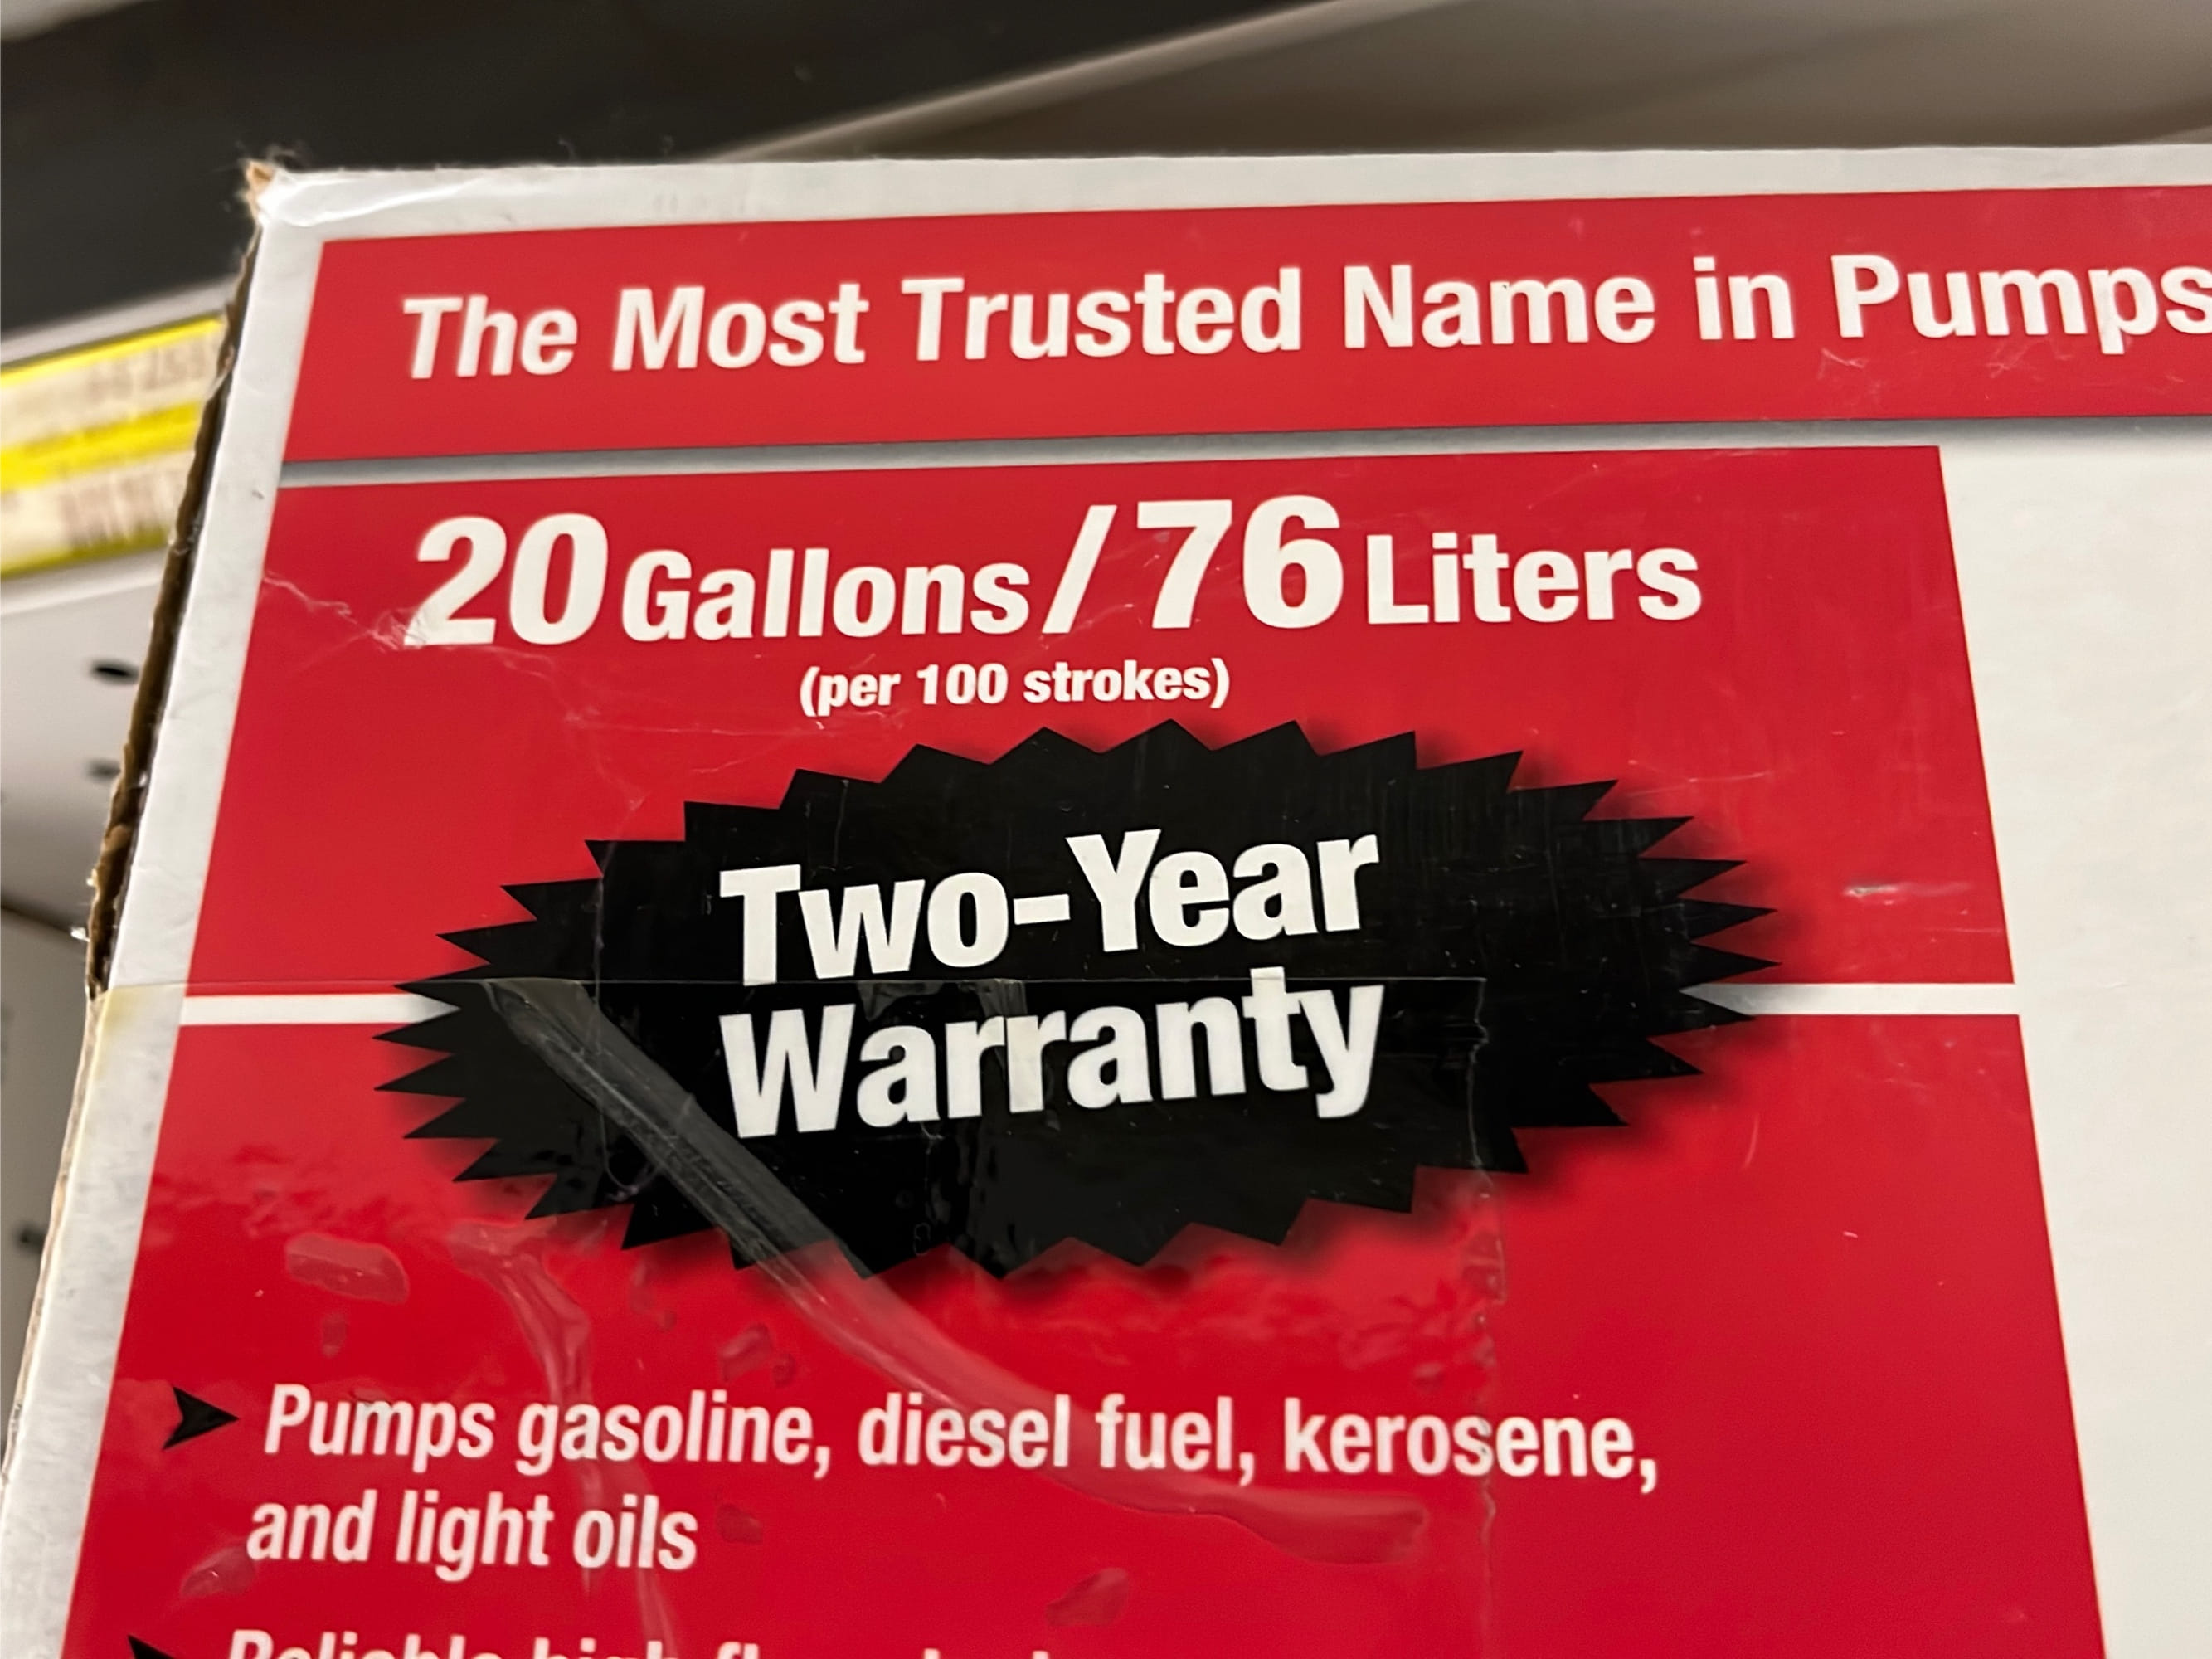 The Most Trusted Name in Pumps
20 Gallons / 76 Liters
(per 100 strokes)
Two-Year
Warranty
Pumps gasoline, diesel fuel, kerosene,
and light oils